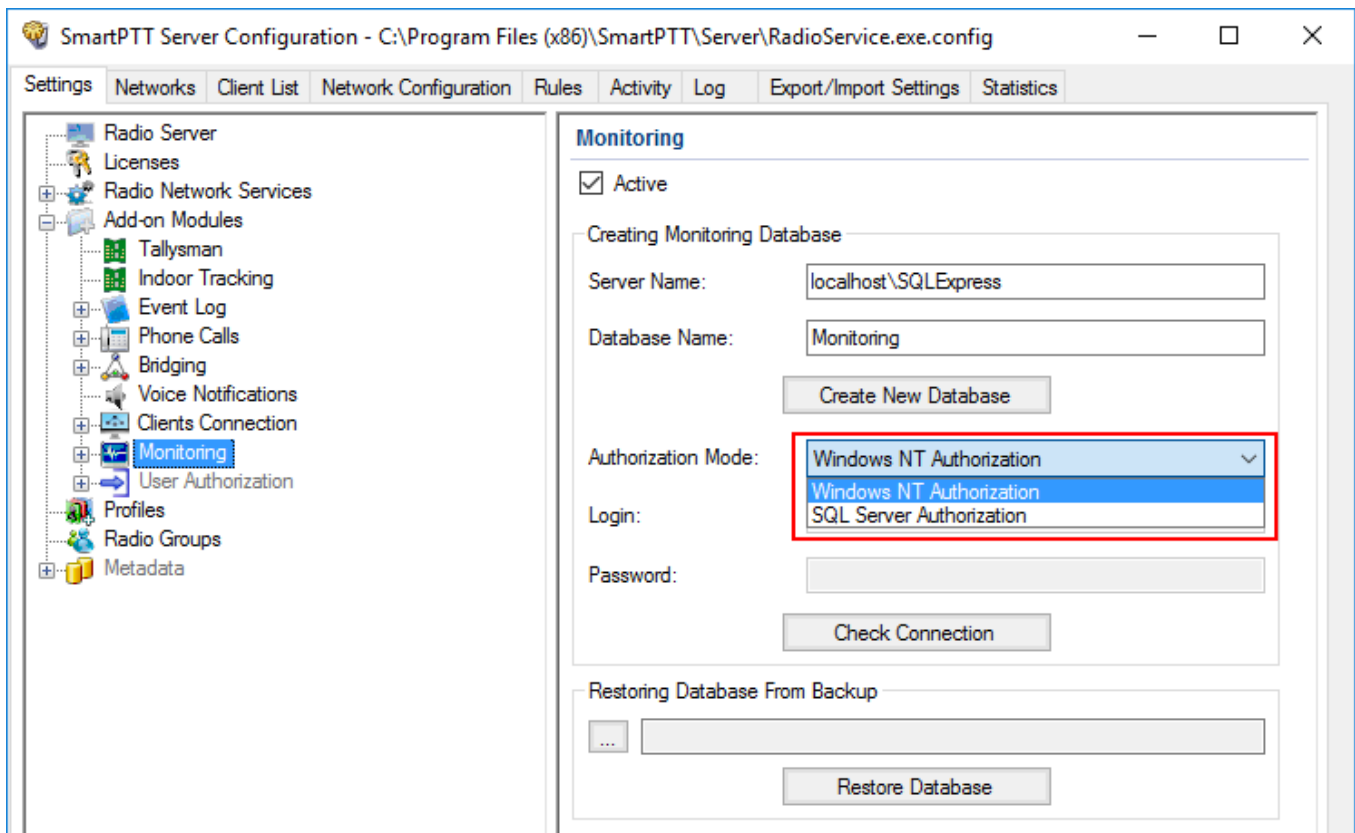 SmartPTT Server Configuration - C:\Program Files (x86)\SmartPTT\Server\RadioService.exe.config
Settings Networks Client List Network Configuration Rules Activity Log Export/Import Settings Statistics
Radio Server
Licenses
Radio Network Services
Add-on Modules
Tallysman
Indoor Tracking
Event Log
Phone Calls
Bridging
Voice Notifications
Clients Connection
Monitoring
User Authorization
Profiles
Radio Groups
Metadata
Monitoring
Active
Creating Monitoring Database
Server Name: localhost\SQLExpress
Database Name: Monitoring
Create New Database
Authorization Mode: Windows NT Authorization
Windows NT Authorization
Login: SQL Server Authorization
Password:
Check Connection
Restoring Database From Backup
...
Restore Database